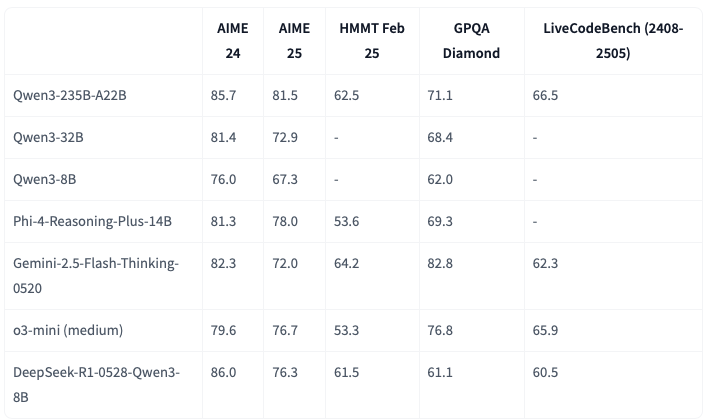 AIME 24 | AIME 25 | HMMT Feb 25 | GPQA Diamond | LiveCodeBench (2408-2505)
Qwen3-235B-A22B | 85.7 | 81.5 | 62.5 | 71.1 | 66.5
Qwen3-32B | 81.4 | 72.9 | - | 68.4 | -
Qwen3-8B | 76.0 | 67.3 | - | 62.0 | -
Phi-4-Reasoning-Plus-14B | 81.3 | 78.0 | 53.6 | 69.3 | -
Gemini-2.5-Flash-Thinking-0520 | 82.3 | 72.0 | 64.2 | 82.8 | 62.3
o3-mini (medium) | 79.6 | 76.7 | 53.3 | 76.8 | 65.9
DeepSeek-R1-0528-Qwen3-8B | 86.0 | 76.3 | 61.5 | 61.1 | 60.5